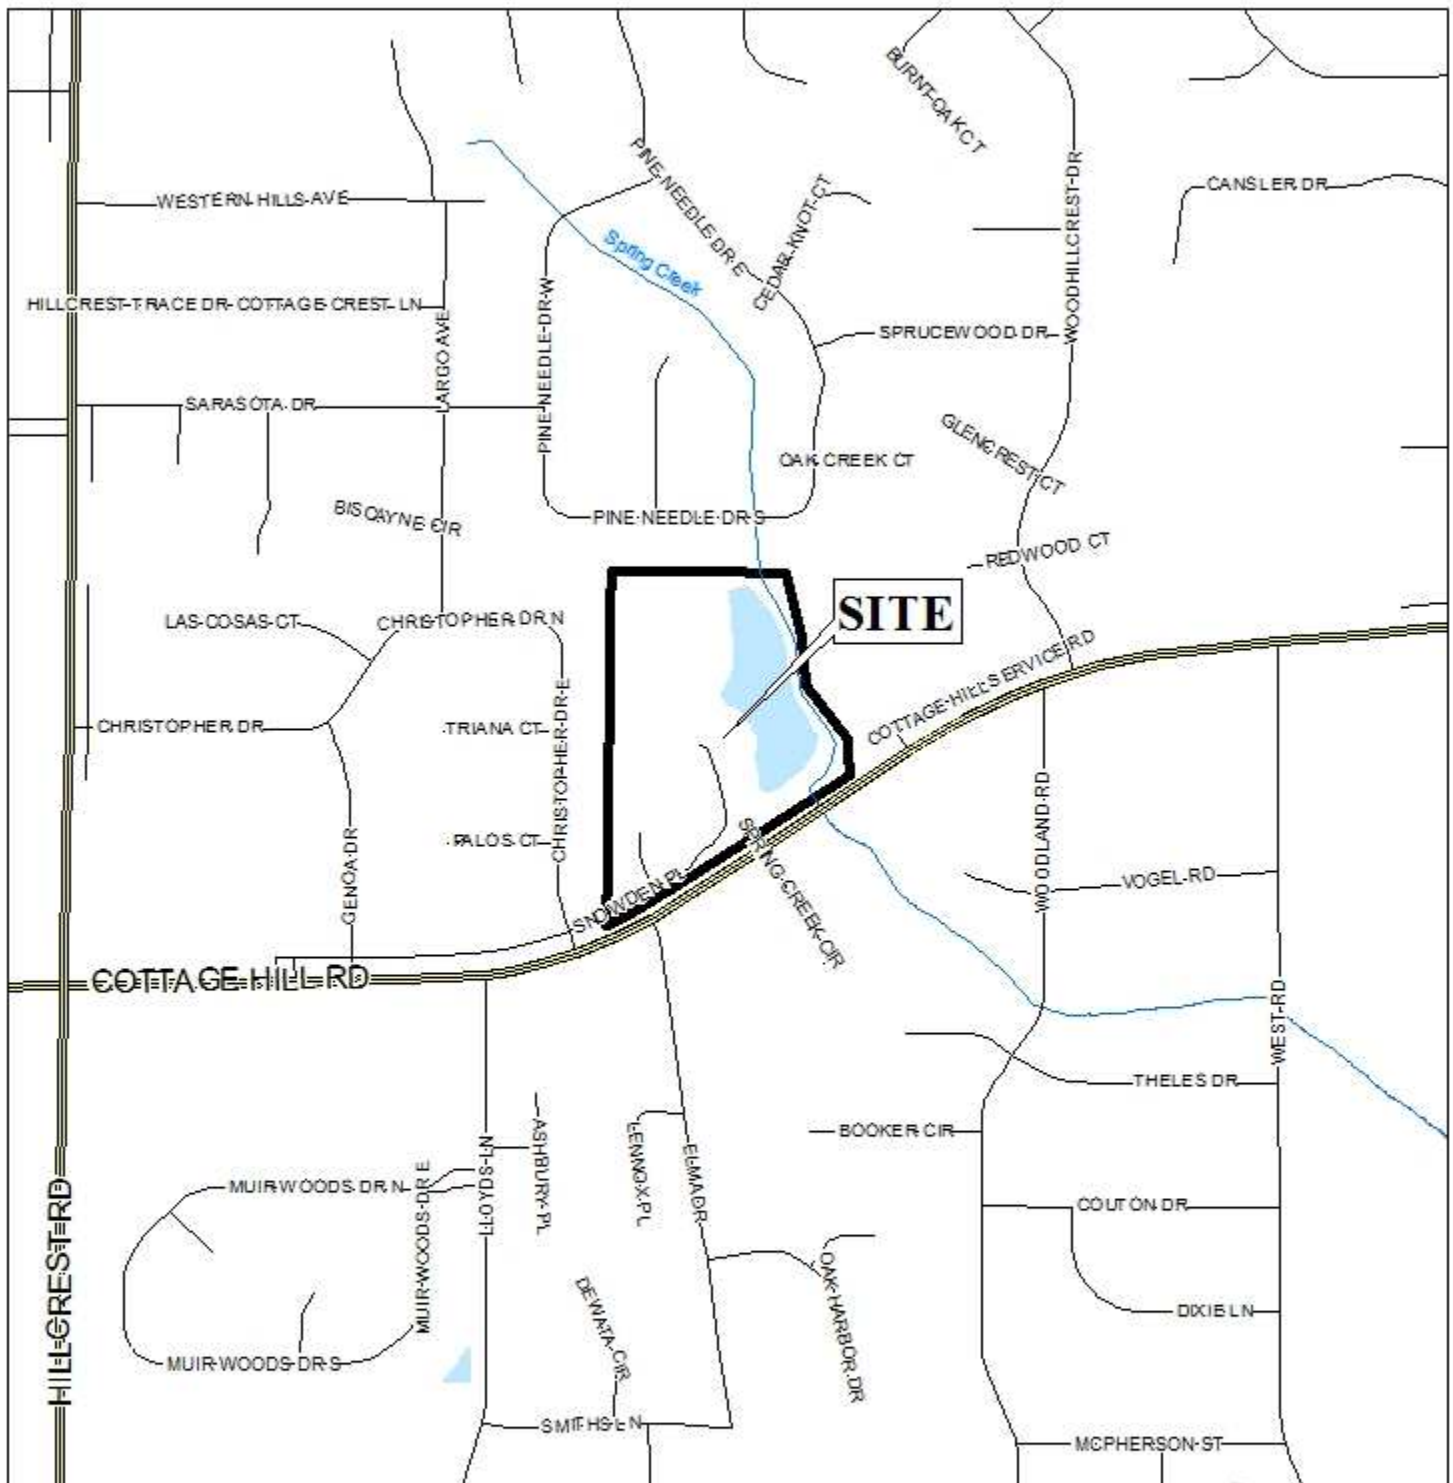 BURNT OAK CT
PINE NEEDLE DR E
WOODHILLCREST DR
CANSLER DR
WESTERN HILLS AVE
CEDAR KNOT CT
Spring Creek
HILLCREST TRACE DR COTTAGE CREST LN
PINE NEEDLE DR W
LARGO AVE
SPRUCEWOOD DR
SARASOTA DR
GLENCREST CT
OAK CREEK CT
BISCAYNE CIR
PINE NEEDLE DR S
REDWOOD CT
SITE
LAS COSAS CT
CHRISTOPHER DR N
COTTAGE HILL SERVICE RD
CHRISTOPHER DR
TRIANA CT
CHRISTOPHER DR E
PALOS CT
GENOA DR
SNOWDEN PL
SPRING CREEK CIR
WOODLAND RD
VOGEL RD
COTTAGE HILL RD
WEST RD
THELES DR
BOOKER CIR
ASHBURY PL
LENNOX PL
ELMA DR
LLOYDS LN
MUIR WOODS DR N
MUIR WOODS DR E
HILLCREST RD
COUTON DR
OAK HARBOR DR
DEWATA CIR
DIXIE LN
MUIR WOODS DR S
SMITHS LN
MCPHERSON ST